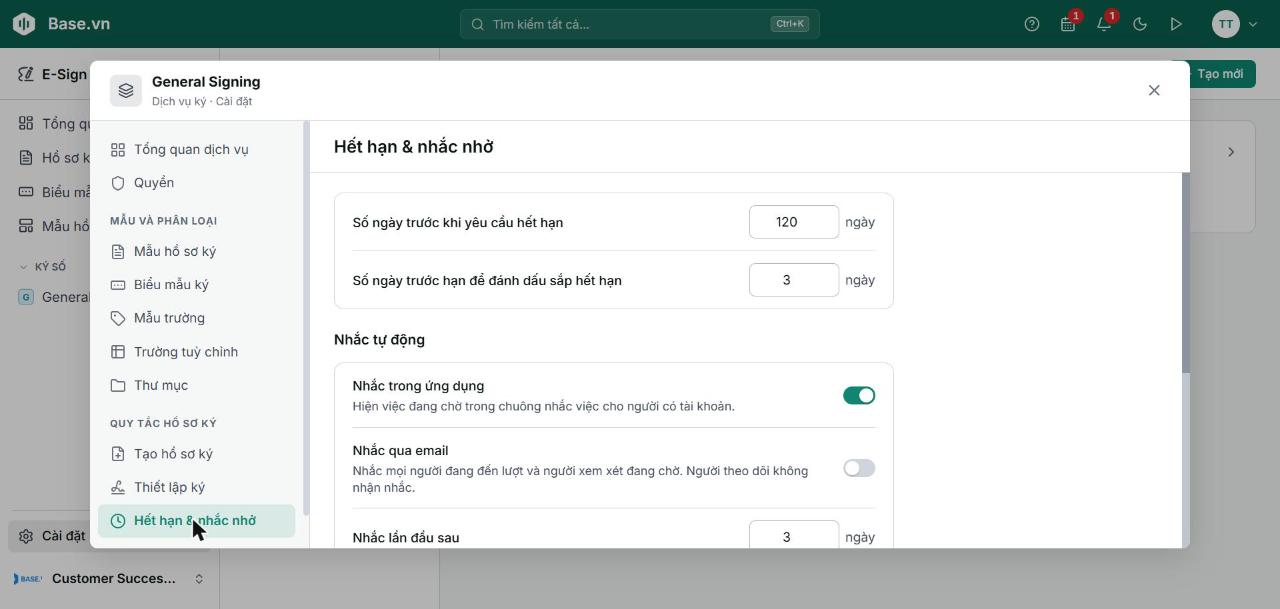 Base.vn
Tìm kiếm tất cả...
Ctrl+K
1
1
TT
E-Sign
Tạo mới
General Signing
Dịch vụ ký · Cài đặt
Tổng qu
Hồ sơ k
Biểu mẫ
Mẫu hồ
KÝ SỐ
G
General
Cài đặt
BASE.
Customer Succes...
Tổng quan dịch vụ
Quyền
MẪU VÀ PHÂN LOẠI
Mẫu hồ sơ ký
Biểu mẫu ký
Mẫu trường
Trường tuỳ chỉnh
Thư mục
QUY TẮC HỒ SƠ KÝ
Tạo hồ sơ ký
Thiết lập ký
Hết hạn & nhắc nhở
Hết hạn & nhắc nhở
Số ngày trước khi yêu cầu hết hạn
120
ngày
Số ngày trước hạn để đánh dấu sắp hết hạn
3
ngày
Nhắc tự động
Nhắc trong ứng dụng
Hiện việc đang chờ trong chuông nhắc việc cho người có tài khoản.
Nhắc qua email
Nhắc mọi người đang đến lượt và người xem xét đang chờ. Người theo dõi không
nhận nhắc.
Nhắc lần đầu sau
3
ngày